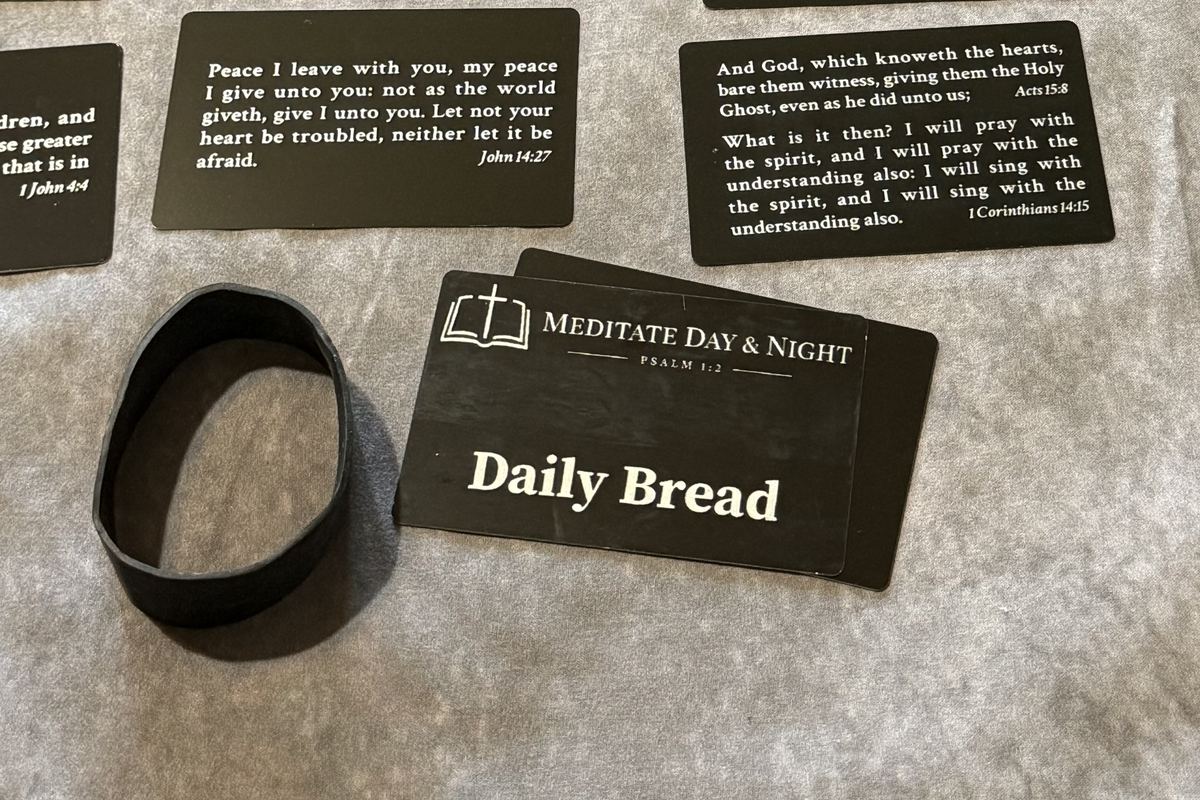 dren, and
se greater
that is in
1 John 4:4
Peace I leave with you, my peace
I give unto you: not as the world
giveth, give I unto you. Let not your
heart be troubled, neither let it be
afraid. John 14:27
And God, which knoweth the hearts,
bare them witness, giving them the Holy
Ghost, even as he did unto us; Acts 15:8
What is it then? I will pray with
the spirit, and I will pray with the
understanding also: I will sing with
the spirit, and I will sing with the
understanding also. 1 Corinthians 14:15
MEDITATE DAY & NIGHT
PSALM 1:2
Daily Bread